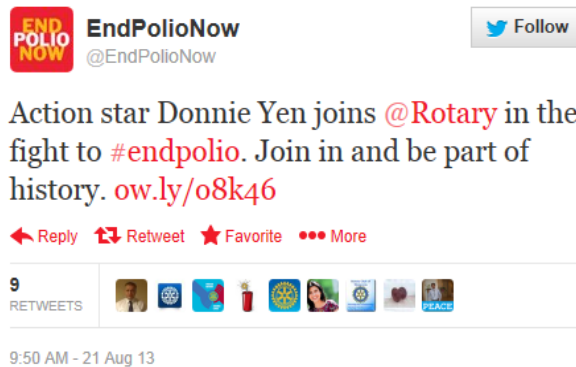 END
POLIO
NOW
EndPolioNow
@EndPolioNow
Follow
Action star Donnie Yen joins @Rotary in the
fight to #endpolio. Join in and be part of
history. ow.ly/o8k46
Reply Retweet Favorite More
9
RETWEETS
PEACE
9:50 AM - 21 Aug 13